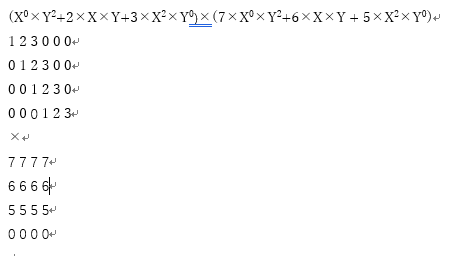 (X⁰×Y²+2×X×Y+3×X²×Y⁰)×(7×X⁰×Y²+6×X×Y + 5×X²×Y⁰)↵
1 2 3 0 0 0↵
0 1 2 3 0 0↵
0 0 1 2 3 0↵
0 0 0 1 2 3↵
×↵
7 7 7 7↵
6 6 6 6↵
5 5 5 5↵
0 0 0 0↵